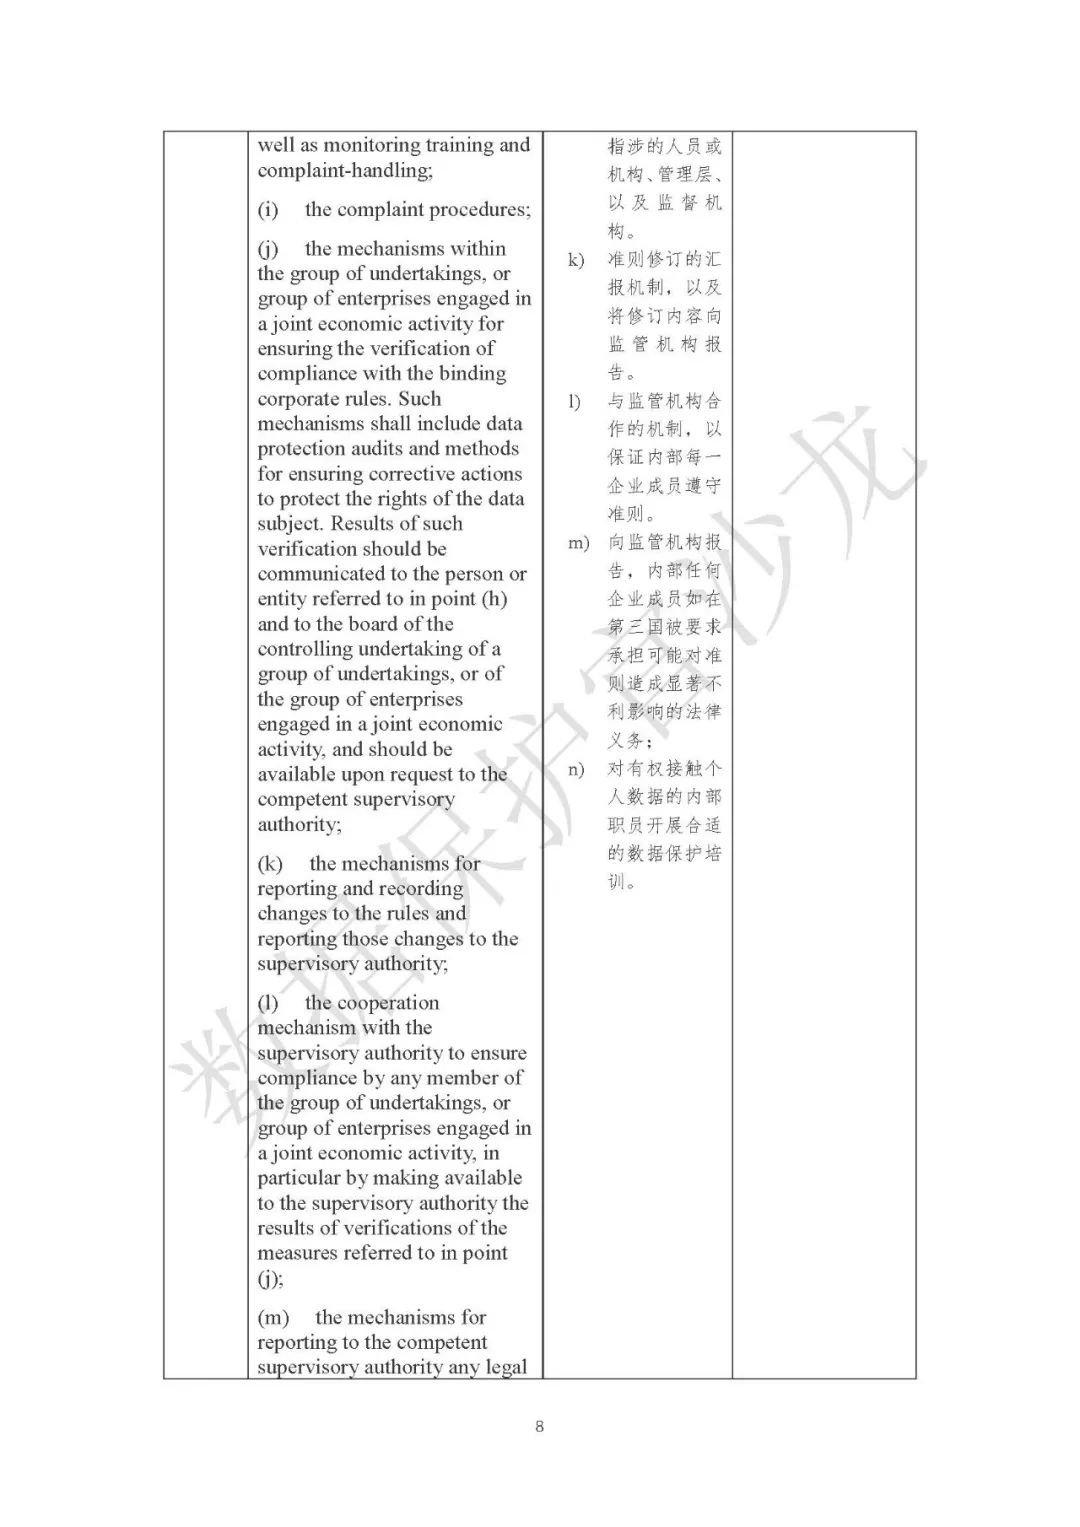 well as monitoring training and
complaint-handling;
(i) the complaint procedures;
(j) the mechanisms within
the group of undertakings, or
group of enterprises engaged in
a joint economic activity for
ensuring the verification of
compliance with the binding
corporate rules. Such
mechanisms shall include data
protection audits and methods
for ensuring corrective actions
to protect the rights of the data
subject. Results of such
verification should be
communicated to the person or
entity referred to in point (h)
and to the board of the
controlling undertaking of a
group of undertakings, or of
the group of enterprises
engaged in a joint economic
activity, and should be
available upon request to the
competent supervisory
authority;
(k) the mechanisms for
reporting and recording
changes to the rules and
reporting those changes to the
supervisory authority;
(l) the cooperation
mechanism with the
supervisory authority to ensure
compliance by any member of
the group of undertakings, or
group of enterprises engaged in
a joint economic activity, in
particular by making available
to the supervisory authority the
results of verifications of the
measures referred to in point
(j);
(m) the mechanisms for
reporting to the competent
supervisory authority any legal
指涉的人员或
机构、管理层、
以及监督机
构。
k) 准则修订的汇
报机制，以及
将修订内容向
监管机构报
告。
l) 与监管机构合
作的机制，以
保证内部每一
企业成员遵守
准则。
m) 向监管机构报
告，内部任何
企业成员如在
第三国被要求
承担可能对准
则造成显著不
利影响的法律
义务；
n) 对有权接触个
人数据的内部
职员开展合适
的数据保护培
训。
数据保护官沙龙
8